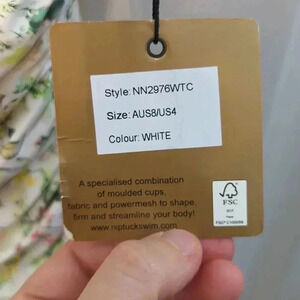 Style: NN2976WTC
Size: AUS8/US4
Colour: WHITE
A specialised combination
of moulded cups,
fabric and powermesh to shape,
firm and streamline your body!
www.niptuckswim.com
FSC